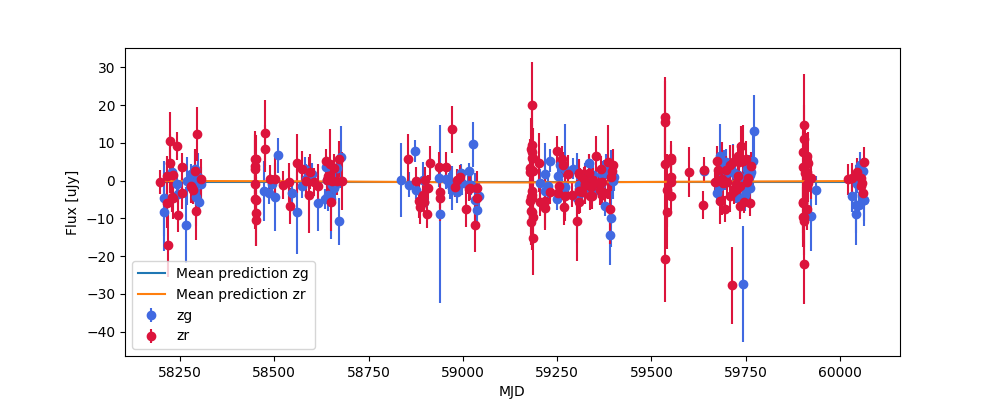 30
20
10
0
−10
−20
−30
−40
Flux [uJy]
Mean prediction zg
Mean prediction zr
zg
zr
58250 58500 58750 59000 59250 59500 59750 60000
MJD